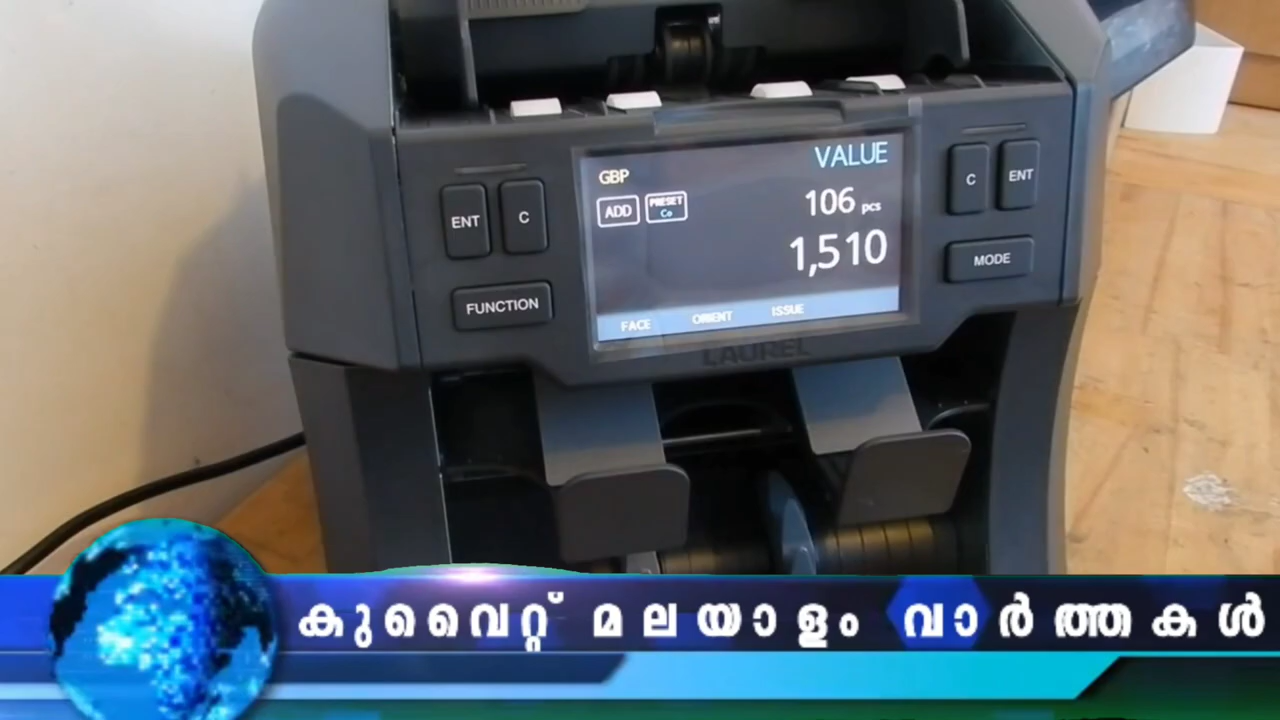 VALUE
GBP
ADD
PRESET
Co
106 pcs
1,510
FACE ORIENT ISSUE
ENT C
FUNCTION
C ENT
MODE
LAUREL
കുവൈറ്റ് മലയാളം വാർത്തകൾ